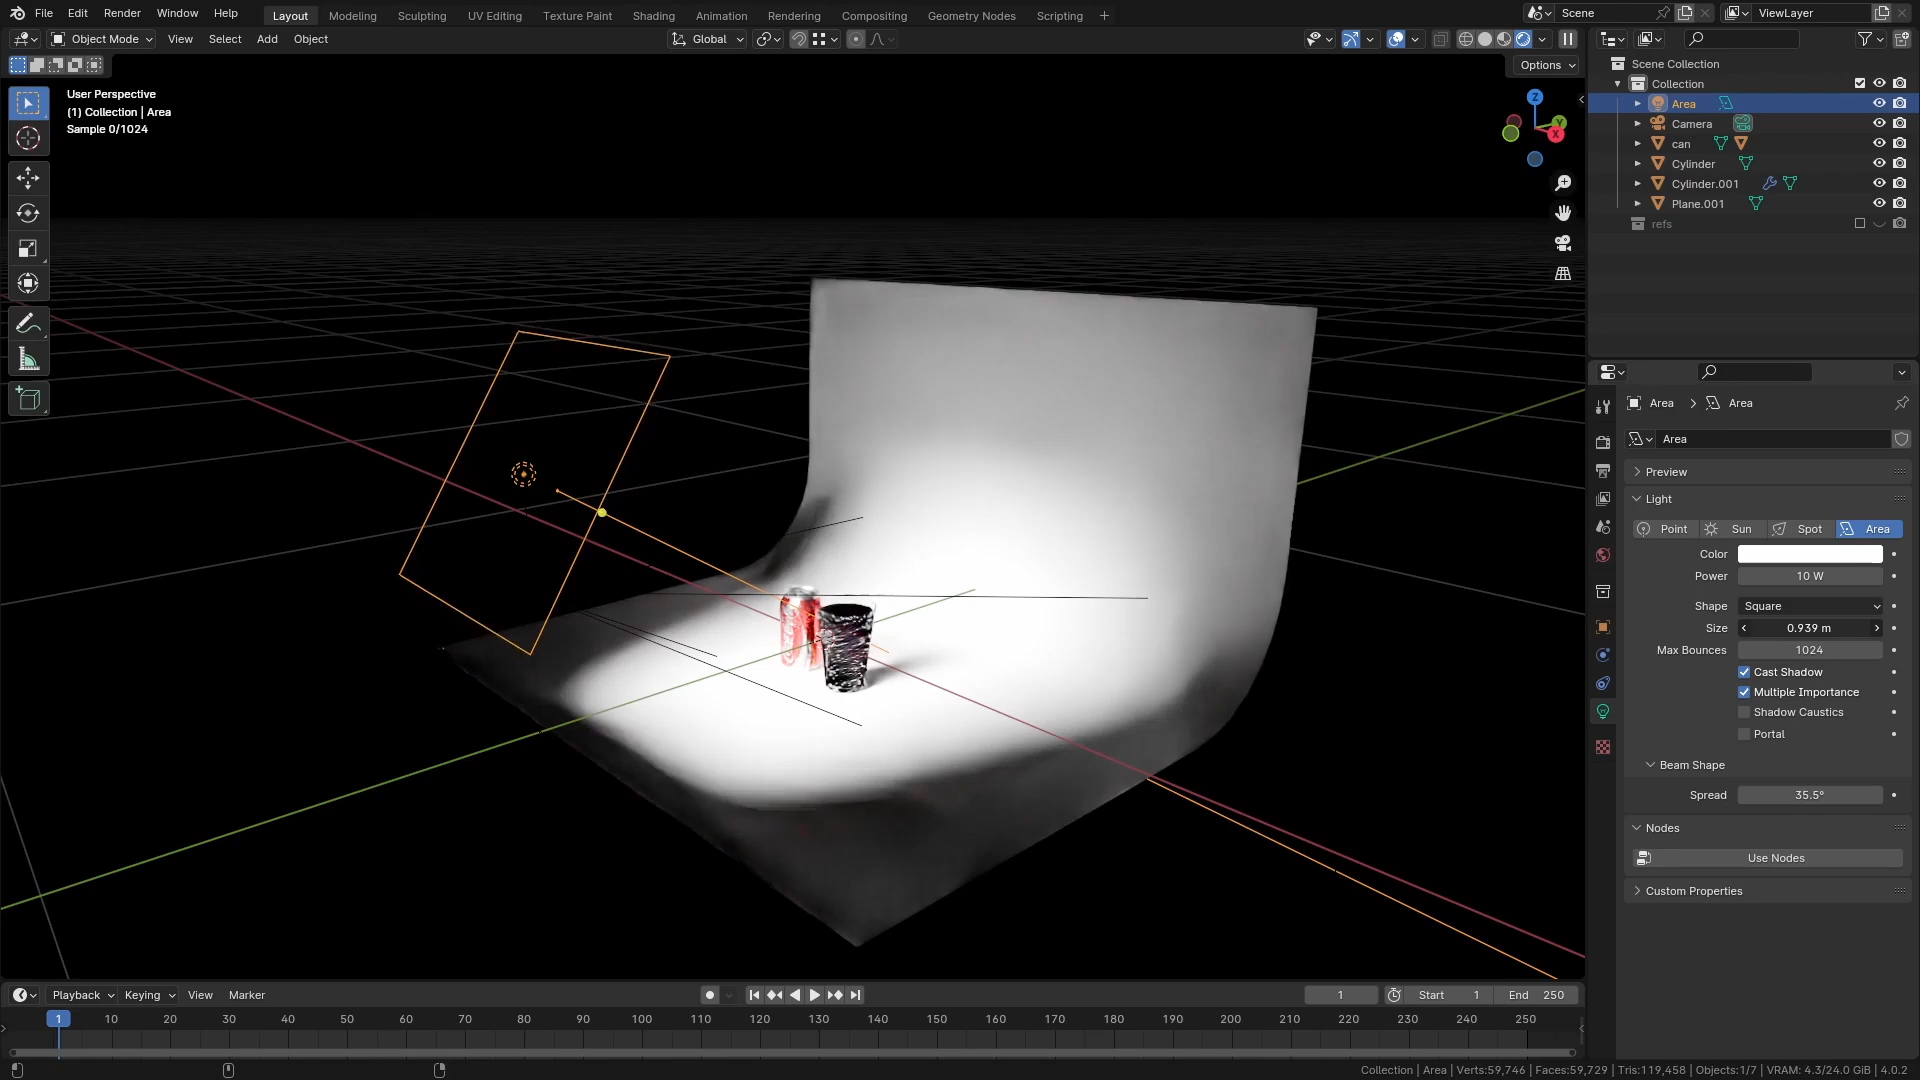 File Edit Render Window Help Layout Modeling Sculpting UV Editing Texture Paint Shading Animation Rendering Compositing Geometry Nodes Scripting + Scene ViewLayer
Object Mode View Select Add Object Global
Options
User Perspective
(1) Collection | Area
Sample 0/1024
Z
Y
X
Scene Collection
Collection
Area
Camera
can
Cylinder
Cylinder.001
Plane.001
refs
Area > Area
Area
Preview
Light
Point Sun Spot Area
Color
Power 10 W
Shape Square
Size 0.939 m
Max Bounces 1024
Cast Shadow
Multiple Importance
Shadow Caustics
Portal
Beam Shape
Spread 35.5°
Nodes
Use Nodes
Custom Properties
Playback Keying View Marker 1 Start 1 End 250
1 10 20 30 40 50 60 70 80 90 100 110 120 130 140 150 160 170 180 190 200 210 220 230 240 250
Collection | Area | Verts:59,746 | Faces:59,729 | Tris:119,458 | Objects:1/7 | VRAM: 4.3/24.0 GiB | 4.0.2